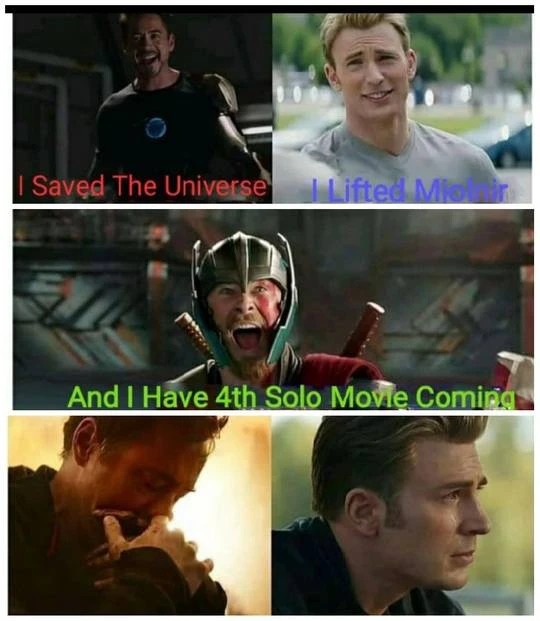 I Saved The Universe
I Lifted Mjolnir
And I Have 4th Solo Movie Coming